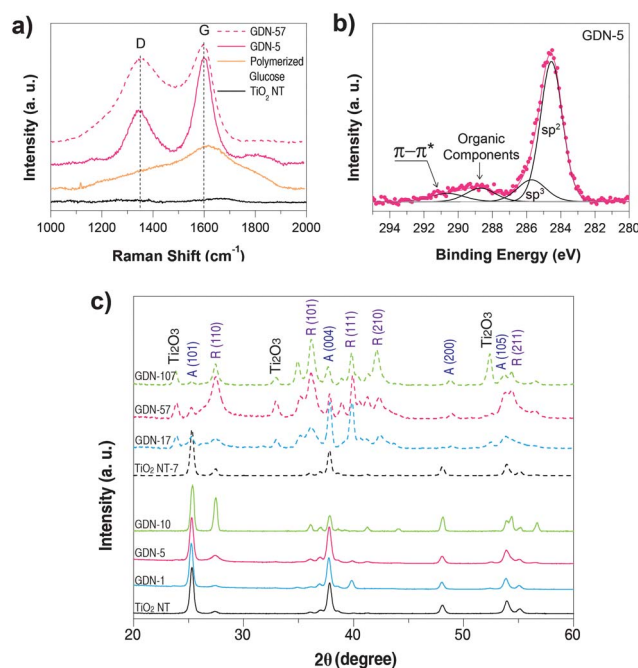 a)
D
G
GDN-57
GDN-5
Polymerized
Glucose
TiO2 NT
Intensity (a. u.)
1000 1200 1400 1600 1800 2000
Raman Shift (cm-1)
b)
GDN-5
π–π*
Organic
Components
sp2
sp3
Intensity (a. u.)
294 292 290 288 286 284 282 280
Binding Energy (eV)
c)
Ti2O3
A (101)
R (110)
Ti2O3
R (101)
A (004)
R (111)
R (210)
A (200)
A (105)
Ti2O3
R (211)
GDN-107
GDN-57
GDN-17
TiO2 NT-7
GDN-10
GDN-5
GDN-1
TiO2 NT
Intensity (a. u.)
20 30 40 50 60
2θ (degree)